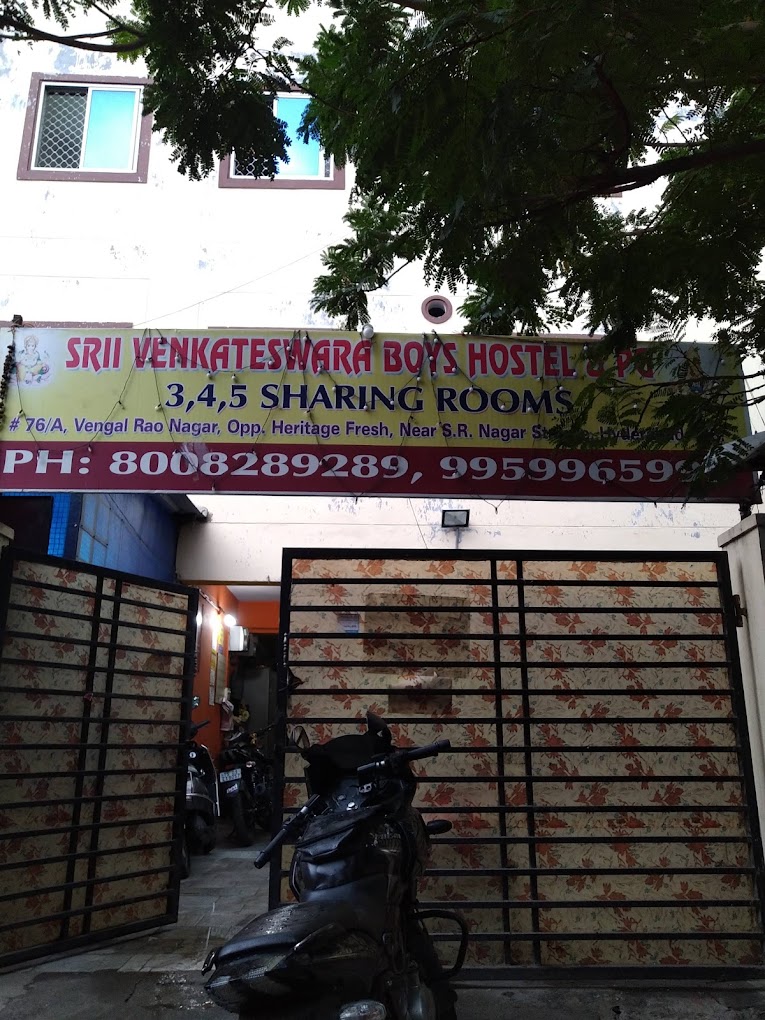 SRII VENKATESWARA BOYS HOSTEL & PG
3,4,5 SHARING ROOMS
# 76/A, Vengal Rao Nagar, Opp. Heritage Fresh, Near S.R. Nagar
PH: 8008289289,